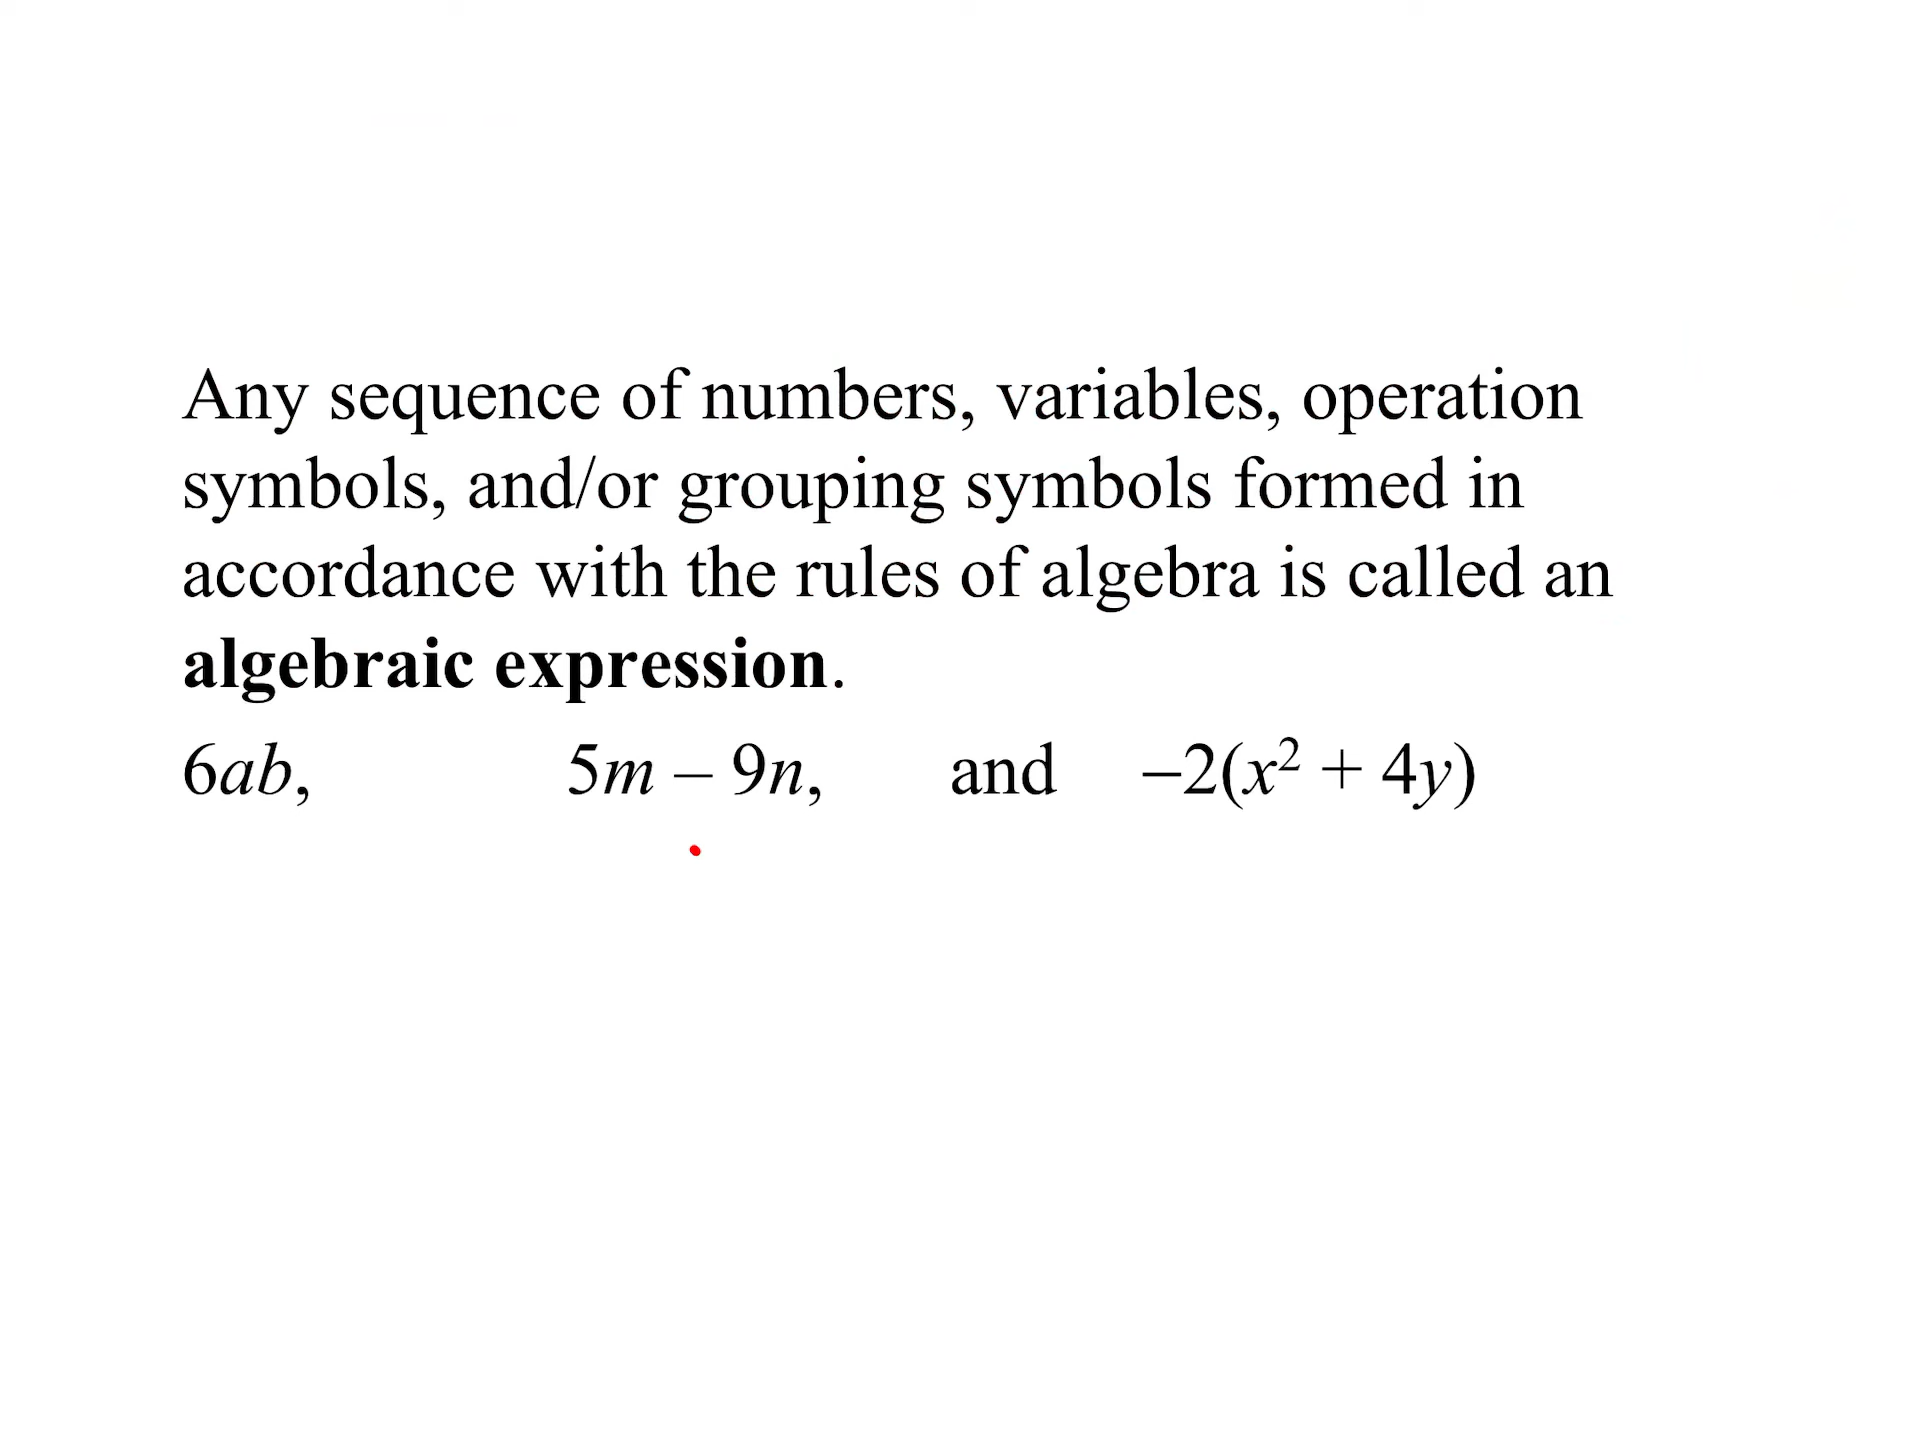 Any sequence of numbers, variables, operation
symbols, and/or grouping symbols formed in
accordance with the rules of algebra is called an
algebraic expression.
6ab, 5m – 9n, and –2(x² + 4y)